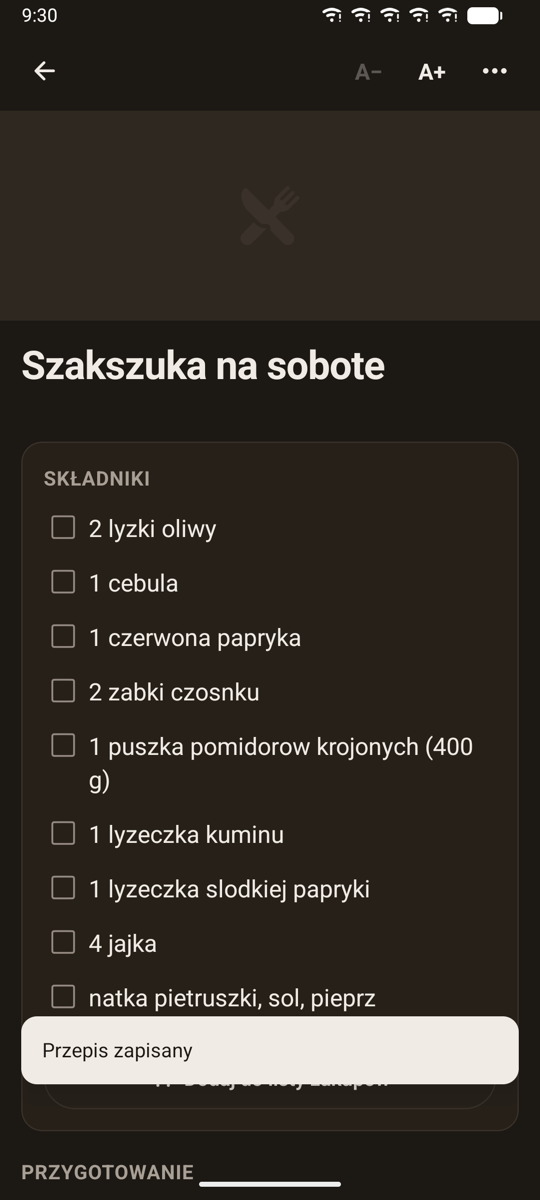 9:30
A−
A+
Szakszuka na sobote
SKŁADNIKI
2 lyzki oliwy
1 cebula
1 czerwona papryka
2 zabki czosnku
1 puszka pomidorow krojonych (400
g)
1 lyzeczka kuminu
1 lyzeczka slodkiej papryki
4 jajka
natka pietruszki, sol, pieprz
Przepis zapisany
PRZYGOTOWANIE